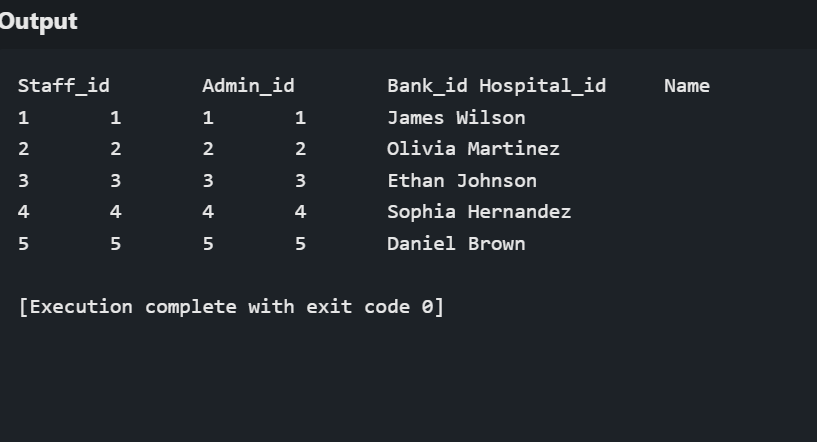 Output
Staff_id Admin_id Bank_id Hospital_id Name
1 1 1 1 James Wilson
2 2 2 2 Olivia Martinez
3 3 3 3 Ethan Johnson
4 4 4 4 Sophia Hernandez
5 5 5 5 Daniel Brown
[Execution complete with exit code 0]